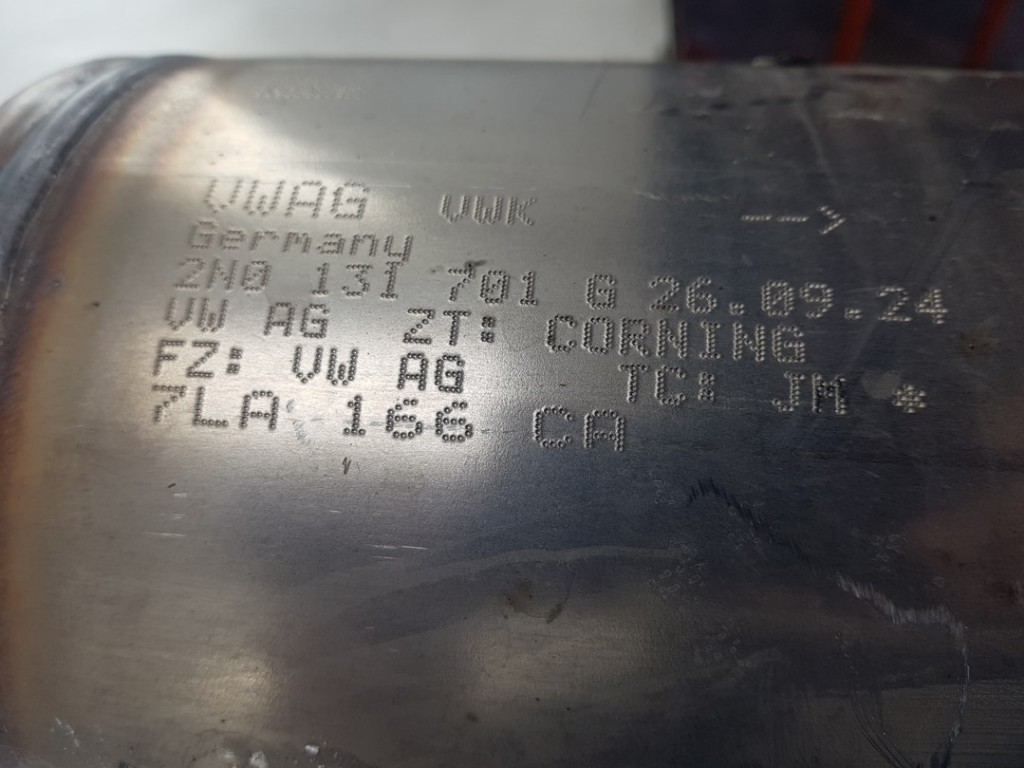 VWAG VWK -->
Germany
2N0 131 701 G 26.09.24
VW AG ZT: CORNING
FZ: VW AG TC: JM *
7LA 166 CA